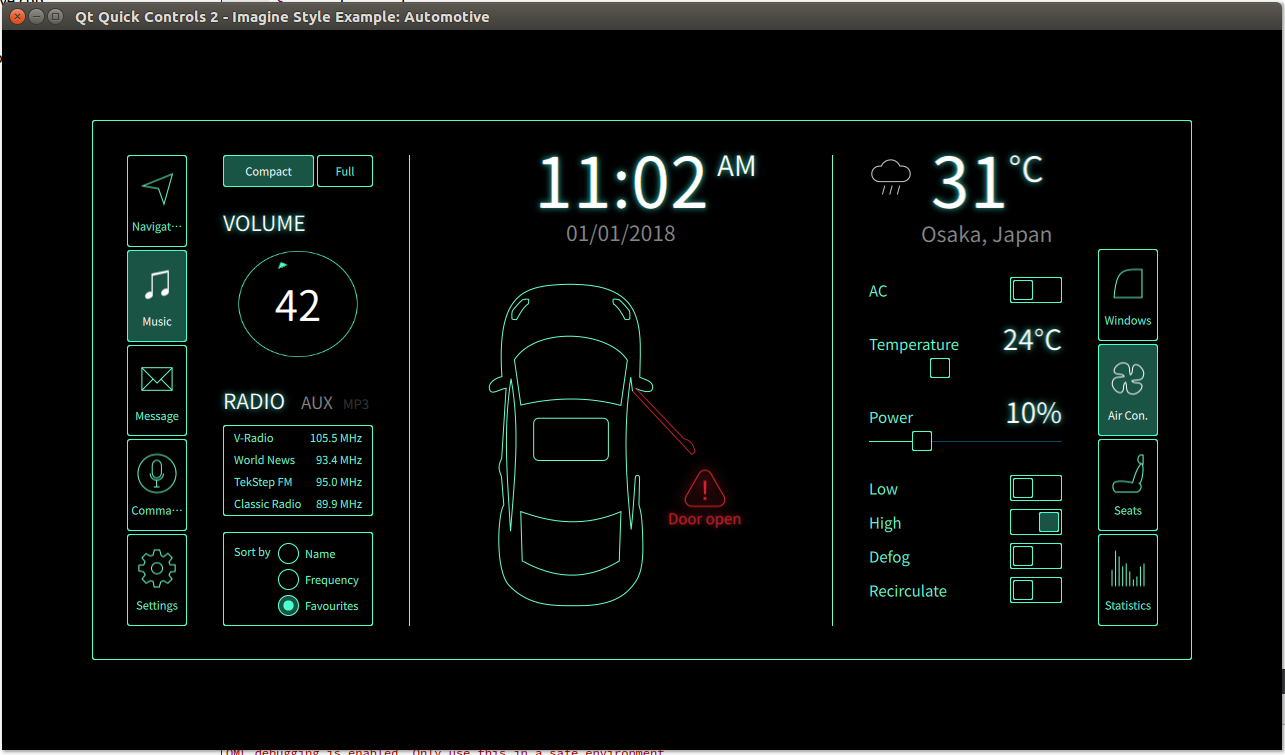 Qt Quick Controls 2 - Imagine Style Example: Automotive
Navigat⋯
Music
Message
Comma⋯
Settings
Compact
Full
VOLUME
42
RADIO
AUX
MP3
V-Radio 105.5 MHz
World News 93.4 MHz
TekStep FM 95.0 MHz
Classic Radio 89.9 MHz
Sort by
Name
Frequency
Favourites
11:02 AM
01/01/2018
Door open
31°C
Osaka, Japan
AC
Temperature 24°C
Power 10%
Low
High
Defog
Recirculate
Windows
Air Con.
Seats
Statistics
QML debugging is enabled. Only use this in a safe environment.